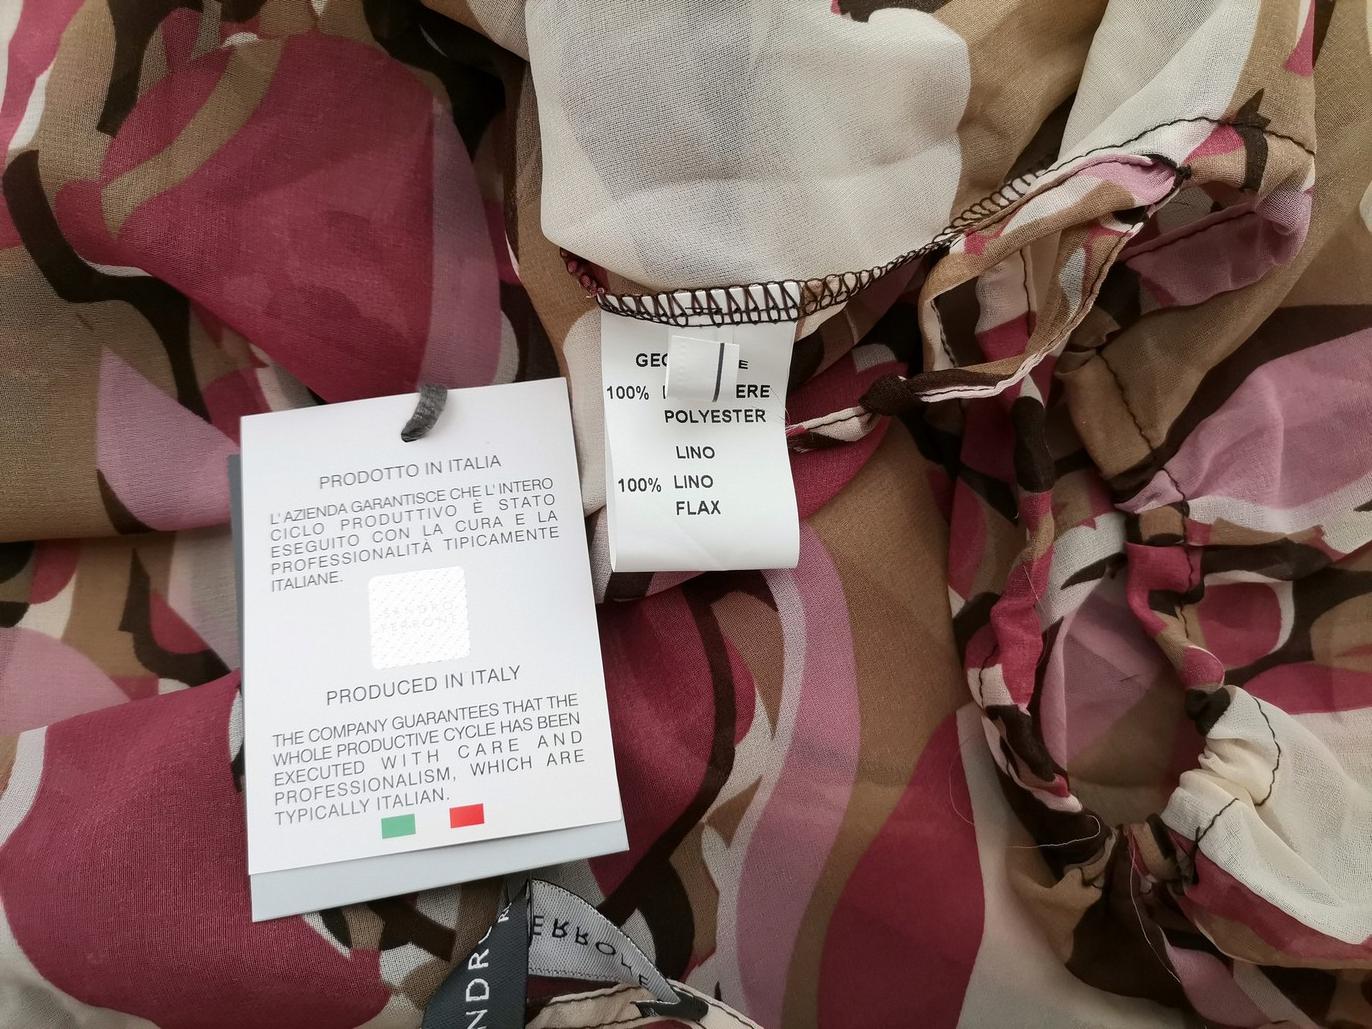 PRODOTTO IN ITALIA
L'AZIENDA GARANTISCE CHE L'INTERO
CICLO PRODUTTIVO È STATO
ESEGUITO CON LA CURA E LA
PROFESSIONALITÀ TIPICAMENTE
ITALIANE.
SANDRO
FERRONE
PRODUCED IN ITALY
THE COMPANY GUARANTEES THAT THE
WHOLE PRODUCTIVE CYCLE HAS BEEN
EXECUTED WITH CARE AND
PROFESSIONALISM, WHICH ARE
TYPICALLY ITALIAN.
100%
POLYESTER
LINO
100% LINO
FLAX